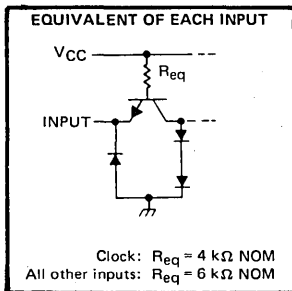 EQUIVALENT OF EACH INPUT
VCC
Req
INPUT
Clock: Req = 4 kΩ NOM
All other inputs: Req = 6 kΩ NOM